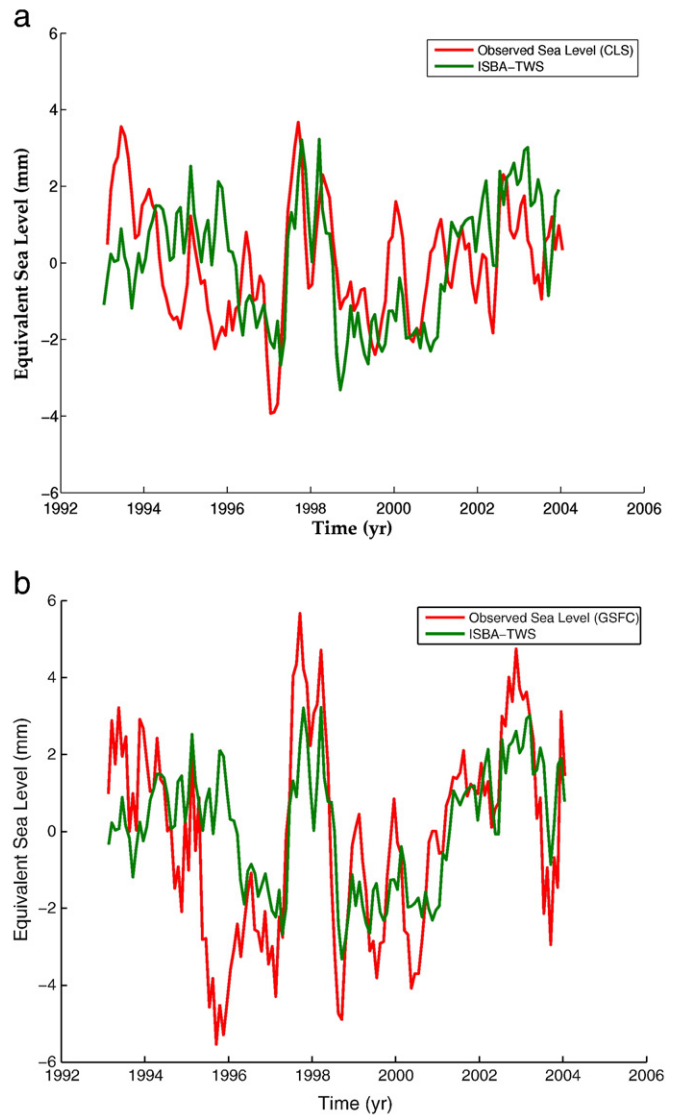 a
6
Observed Sea Level (CLS)
ISBA-TWS
4
2
0
-2
-4
-6
Equivalent Sea Level (mm)
1992 1994 1996 1998 2000 2002 2004 2006
Time (yr)
b
6
Observed Sea Level (GSFC)
ISBA-TWS
4
2
0
-2
-4
-6
Equivalent Sea Level (mm)
1992 1994 1996 1998 2000 2002 2004 2006
Time (yr)